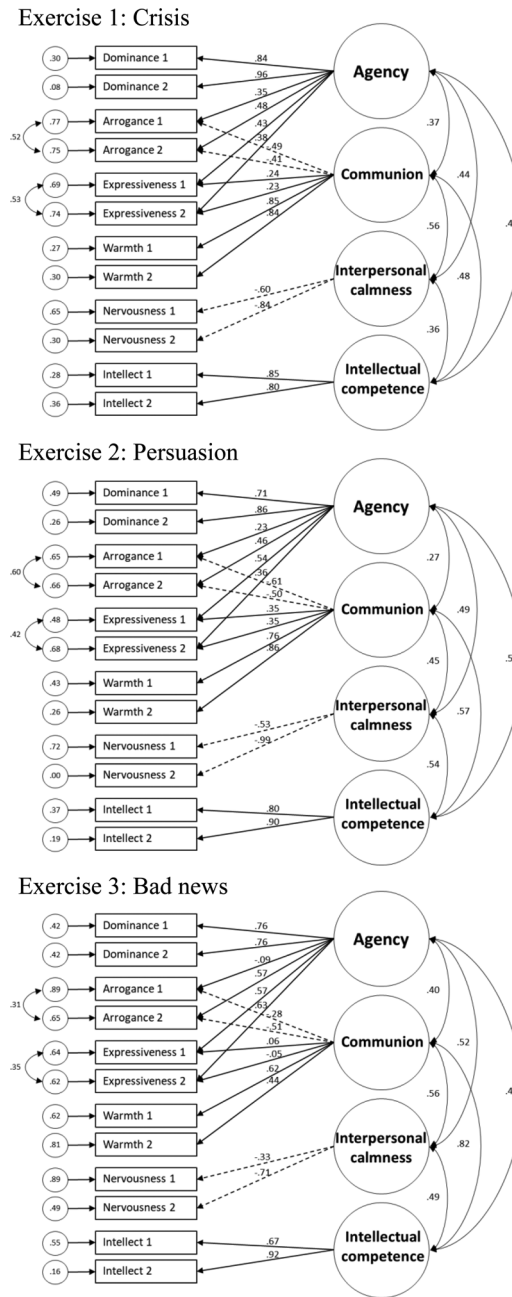 Exercise 1: Crisis
.30 Dominance 1 .84 Agency
.08 Dominance 2 .96
.77 Arrogance 1 .35
.48
.52 .43 .37
.75 Arrogance 2 .38
-.49
-.41 .44
.69 Expressiveness 1 .24 Communion
.53 .23
.74 Expressiveness 2 .85
.84
.27 Warmth 1 .56
.30 Warmth 2 .48
Interpersonal
calmness
.65 Nervousness 1 -.60
.30 Nervousness 2 -.84
.36
.28 Intellect 1 .85 Intellectual
.36 Intellect 2 .80 competence
Exercise 2: Persuasion
.49 Dominance 1 .71 Agency
.26 Dominance 2 .86
.65 Arrogance 1 .23
.46
.60 .54 .27
.66 Arrogance 2 .36
-.61
-.50 .49
.48 Expressiveness 1 .35 Communion
.42 .35
.68 Expressiveness 2 .76
.86
.43 Warmth 1 .45
.26 Warmth 2 .57
Interpersonal
calmness
.72 Nervousness 1 -.53
.00 Nervousness 2 -.99
.54
.37 Intellect 1 .80 Intellectual
.19 Intellect 2 .90 competence
Exercise 3: Bad news
.42 Dominance 1 .76 Agency
.42 Dominance 2 .76
.89 Arrogance 1 -.09
.57
.31 .57 .40
.65 Arrogance 2 .63
-.28
-.51 .52
.64 Expressiveness 1 .06 Communion
.35 -.05
.62 Expressiveness 2 .62
.44
.62 Warmth 1 .56
.81 Warmth 2 .82
Interpersonal
calmness
.89 Nervousness 1 -.33
.49 Nervousness 2 -.71
.49
.55 Intellect 1 .67 Intellectual
.16 Intellect 2 .92 competence